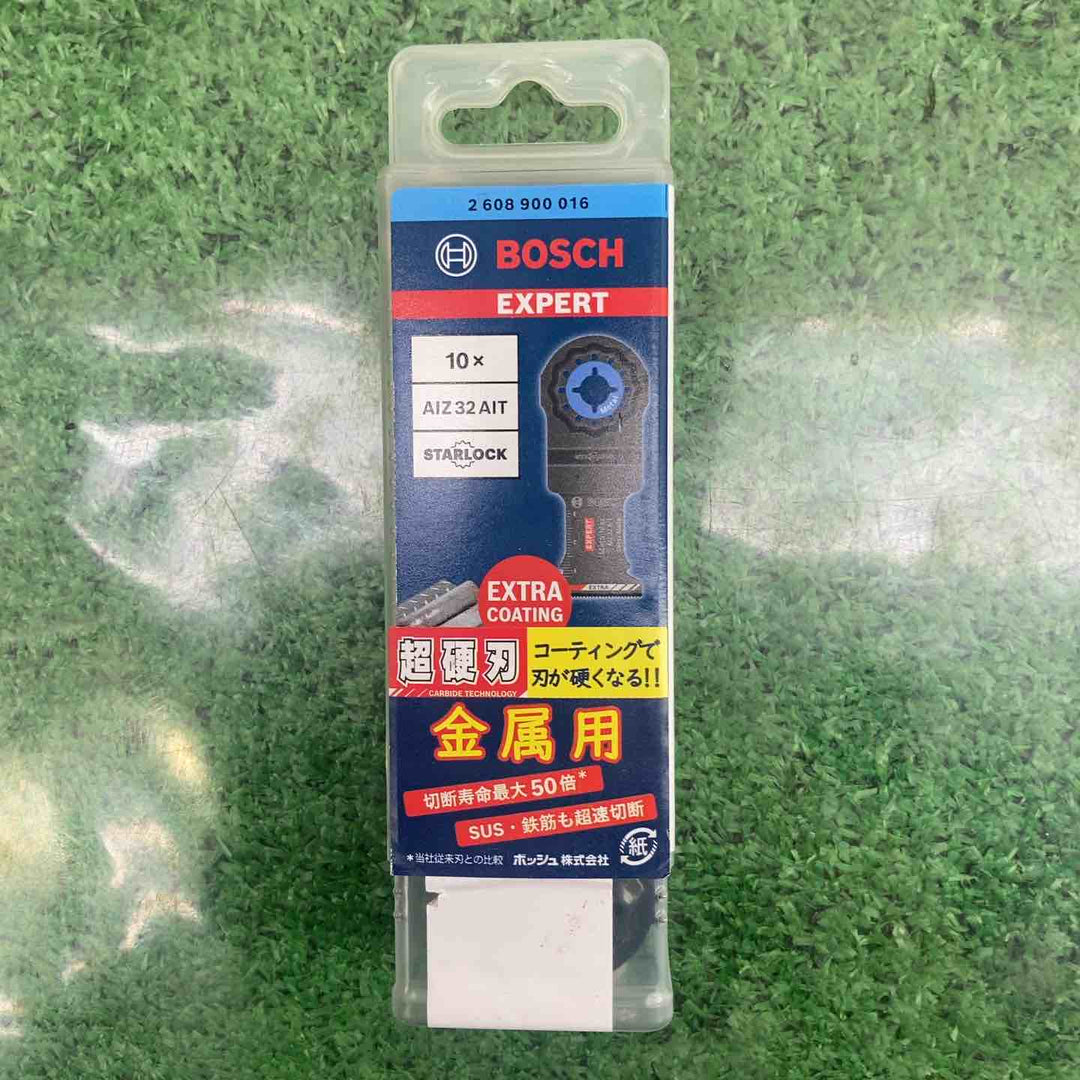 2 608 900 016
BOSCH
EXPERT
10×
AIZ 32 AIT
STARLOCK
Metal
EXPERT
EXTRA
EXTRA
COATING
超硬刃
CARBIDE TECHNOLOGY
コーティングで
刃が硬くなる!!
金属用
切断寿命最大50倍*
SUS・鉄筋も超速切断
*当社従来刃との比較 ボッシュ株式会社
紙